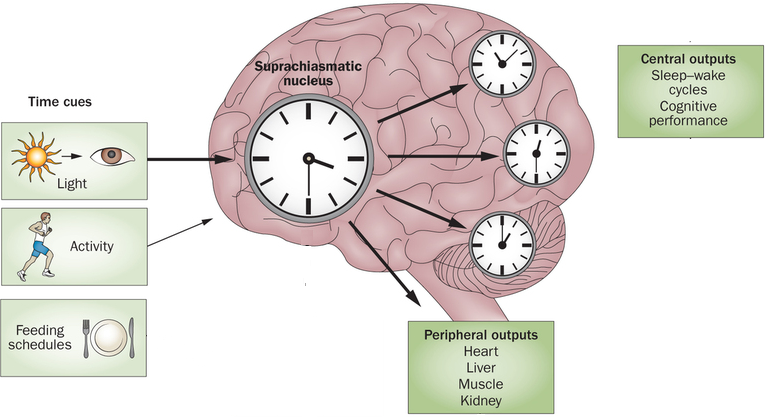 Time cues
Light
Activity
Feeding
schedules
Suprachiasmatic
nucleus
Central outputs
Sleep–wake
cycles
Cognitive
performance
Peripheral outputs
Heart
Liver
Muscle
Kidney